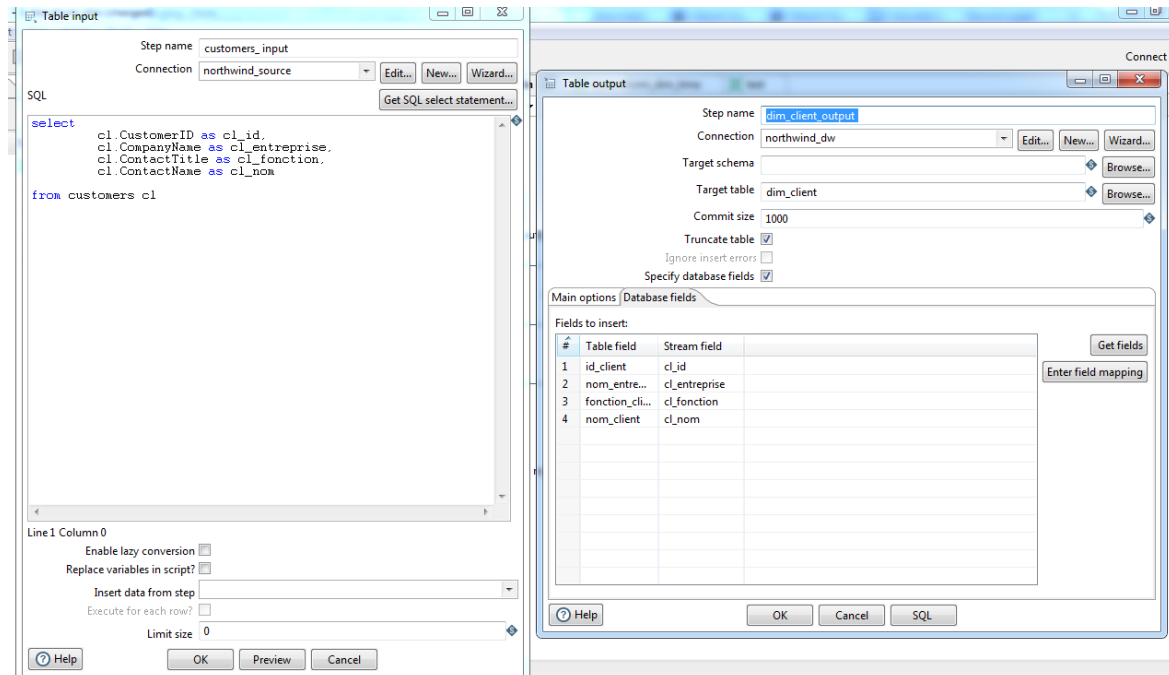 Table input
Step name customers_ input
Connection northwind_source Edit... New... Wizard...
SQL
Get SQL select statement...
select
cl.CustomerID as cl_id,
cl.CompanyName as cl_entreprise,
cl.ContactTitle as cl_fonction,
cl.ContactName as cl_nom
from customers cl
Line 1 Column 0
Enable lazy conversion
Replace variables in script?
Insert data from step
Execute for each row?
Limit size 0
Help OK Preview Cancel
Connect
Table output
Step name dim_client_output
Connection northwind_dw Edit... New... Wizard...
Target schema Browse...
Target table dim_client Browse...
Commit size 1000
Truncate table
Ignore insert errors
Specify database fields
Main options Database fields
Fields to insert:
# Table field Stream field
1 id_client cl_id
2 nom_entre... cl_entreprise
3 fonction_cli... cl_fonction
4 nom_client cl_nom
Get fields
Enter field mapping
Help OK Cancel SQL